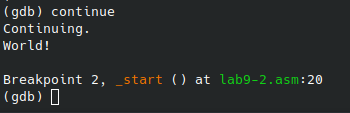 (gdb) continue
Continuing.
World!
Breakpoint 2, _start () at lab9-2.asm:20
(gdb)